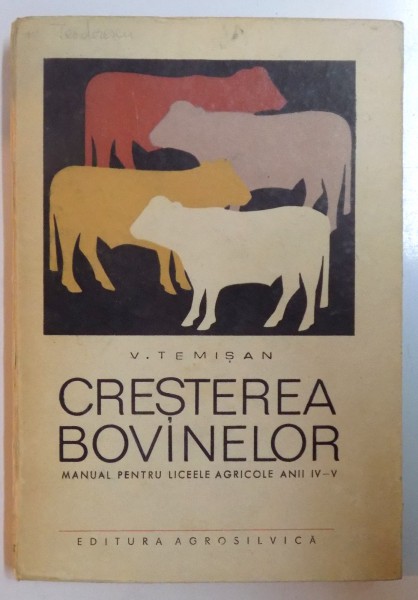 V. TEMIȘAN
CREȘTEREA
BOVINELOR
MANUAL PENTRU LICEELE AGRICOLE ANII IV-V
EDITURA AGROSILVICĂ